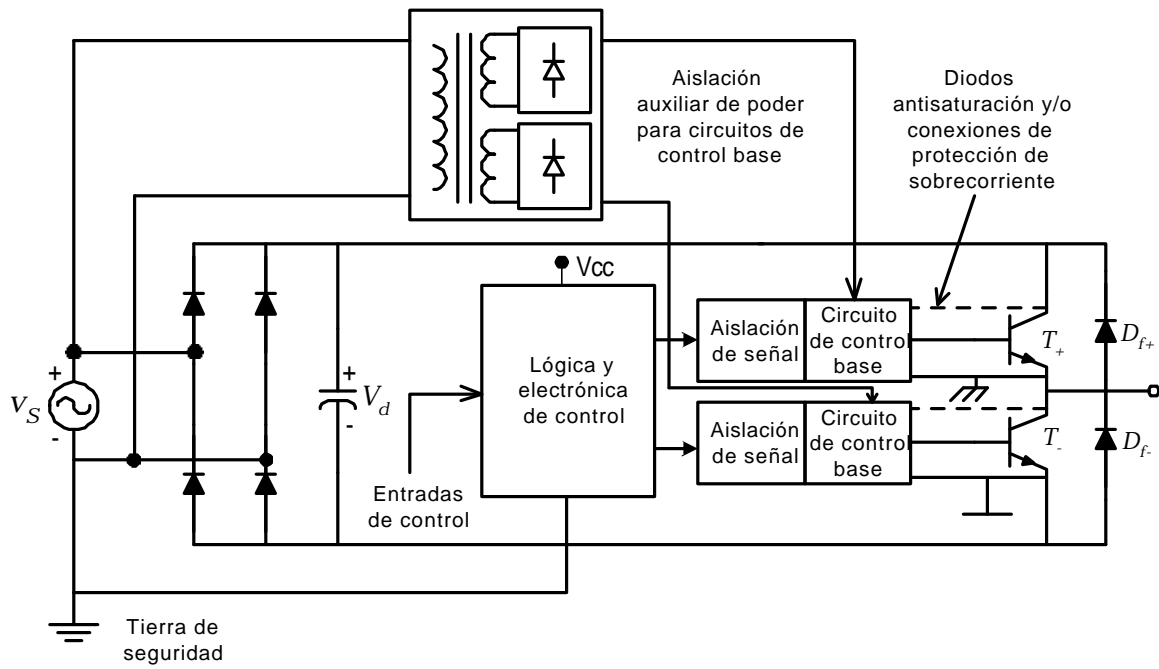 Aislación
auxiliar de poder
para circuitos de
control base
Diodos
antisaturación y/o
conexiones de
protección de
sobrecorriente
Vcc
Aislación
de señal
Circuito
de control
base
T+
Df+
Lógica y
electrónica
de control
+
VS
-
+
Vd
-
Aislación
de señal
Circuito
de control
base
T-
Df-
Entradas
de control
Tierra de
seguridad